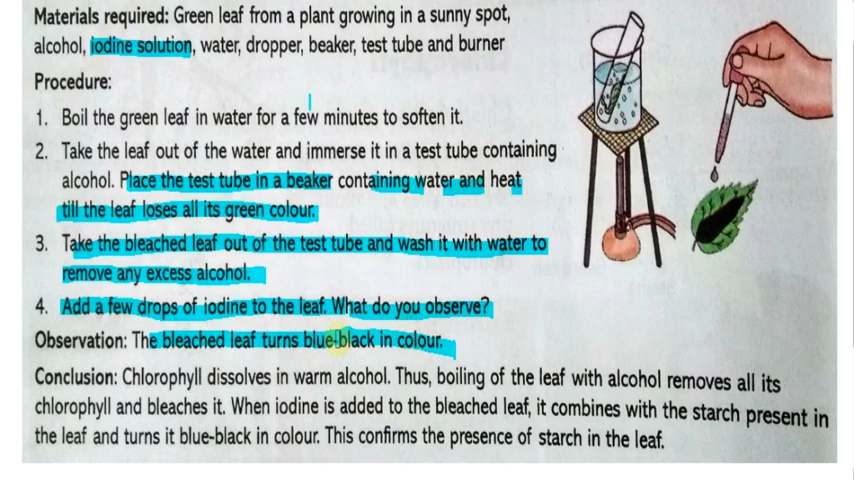 Materials required: Green leaf from a plant growing in a sunny spot,
alcohol, iodine solution, water, dropper, beaker, test tube and burner
Procedure:
1. Boil the green leaf in water for a few minutes to soften it.
2. Take the leaf out of the water and immerse it in a test tube containing
alcohol. Place the test tube in a beaker containing water and heat
till the leaf loses all its green colour.
3. Take the bleached leaf out of the test tube and wash it with water to
remove any excess alcohol.
4. Add a few drops of iodine to the leaf. What do you observe?
Observation: The bleached leaf turns blue-black in colour.
Conclusion: Chlorophyll dissolves in warm alcohol. Thus, boiling of the leaf with alcohol removes all its
chlorophyll and bleaches it. When iodine is added to the bleached leaf, it combines with the starch present in
the leaf and turns it blue-black in colour. This confirms the presence of starch in the leaf.